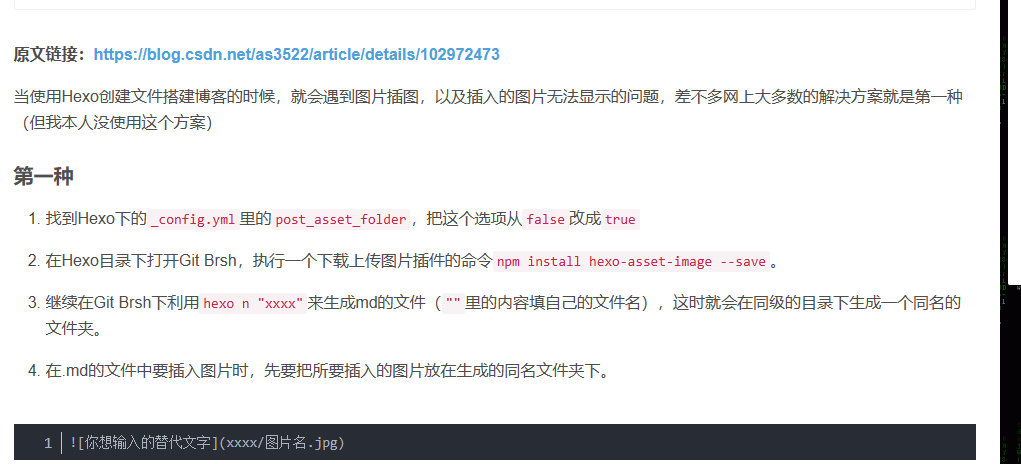 原文链接：https://blog.csdn.net/as3522/article/details/102972473
当使用Hexo创建文件搭建博客的时候，就会遇到图片插图，以及插入的图片无法显示的问题，差不多网上大多数的解决方案就是第一种
（但我本人没使用这个方案）
第一种
1. 找到Hexo下的 _config.yml 里的 post_asset_folder，把这个选项从 false 改成 true
2. 在Hexo目录下打开Git Brsh，执行一个下载上传图片插件的命令 npm install hexo-asset-image --save 。
3. 继续在Git Brsh下利用 hexo n "xxxx" 来生成md的文件（ "" 里的内容填自己的文件名），这时就会在同级的目录下生成一个同名的
文件夹。
4. 在.md的文件中要插入图片时，先要把所要插入的图片放在生成的同名文件夹下。
1 ![你想输入的替代文字](xxxx/图片名.jpg)